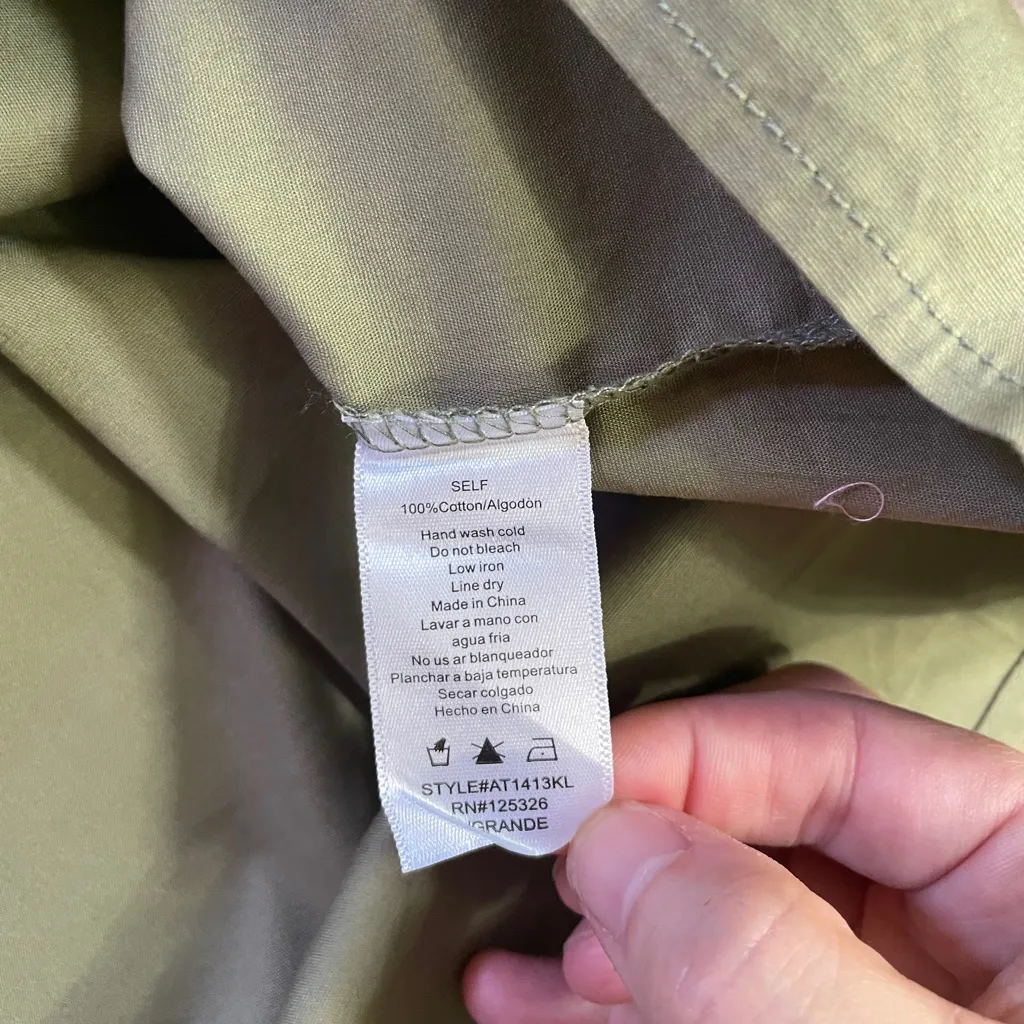 SELF
100%Cotton/Algodòn
Hand wash cold
Do not bleach
Low iron
Line dry
Made in China
Lavar a mano con
agua fria
No us ar blanqueador
Planchar a baja temperatura
Secar colgado
Hecho en China
STYLE#AT1413KL
RN#125326
GRANDE